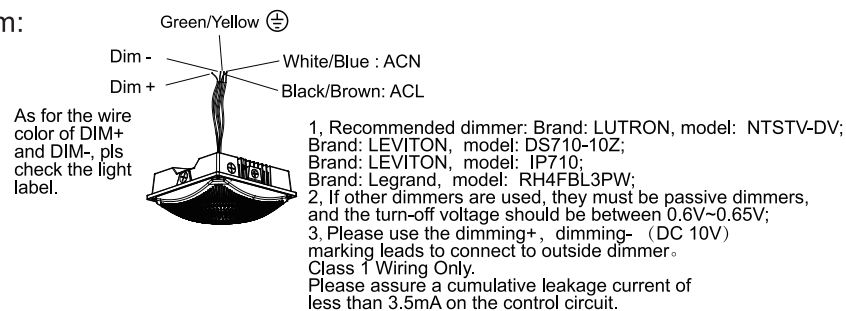 m:
Green/Yellow
Dim -
White/Blue : ACN
Dim +
Black/Brown: ACL
As for the wire
color of DIM+
and DIM-, pls
check the light
label.
1, Recommended dimmer: Brand: LUTRON, model: NTSTV-DV;
Brand: LEVITON, model: DS710-10Z;
Brand: LEVITON, model: IP710;
Brand: Legrand, model: RH4FBL3PW;
2, If other dimmers are used, they must be passive dimmers,
and the turn-off voltage should be between 0.6V~0.65V;
3, Please use the dimming+, dimming- （DC 10V）
marking leads to connect to outside dimmer。
Class 1 Wiring Only.
Please assure a cumulative leakage current of
less than 3.5mA on the control circuit.